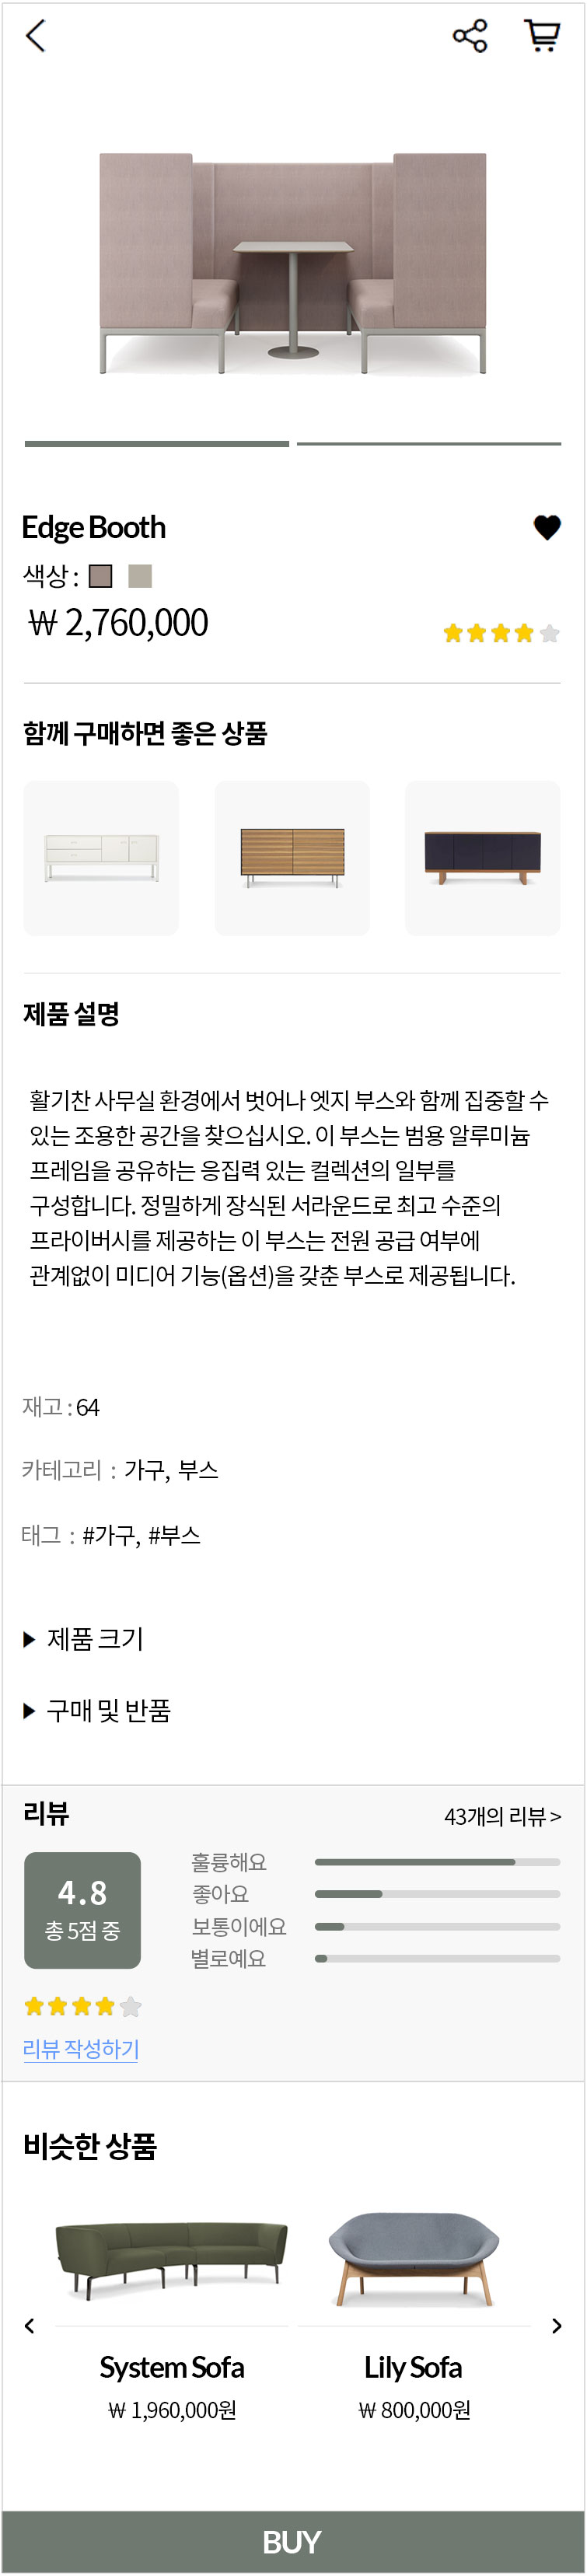 Edge Booth
색상 :
₩ 2,760,000
함께 구매하면 좋은 상품
제품 설명
활기찬 사무실 환경에서 벗어나 엣지 부스와 함께 집중할 수
있는 조용한 공간을 찾으십시오. 이 부스는 범용 알루미늄
프레임을 공유하는 응집력 있는 컬렉션의 일부를
구성합니다. 정밀하게 장식된 서라운드로 최고 수준의
프라이버시를 제공하는 이 부스는 전원 공급 여부에
관계없이 미디어 기능(옵션)을 갖춘 부스로 제공됩니다.
재고 : 64
카테고리 : 가구, 부스
태그 : #가구, #부스
▶ 제품 크기
▶ 구매 및 반품
리뷰
43개의 리뷰 >
4.8
총 5점 중
훌륭해요
좋아요
보통이에요
별로예요
리뷰 작성하기
비슷한 상품
System Sofa
₩ 1,960,000원
Lily Sofa
₩ 800,000원
BUY